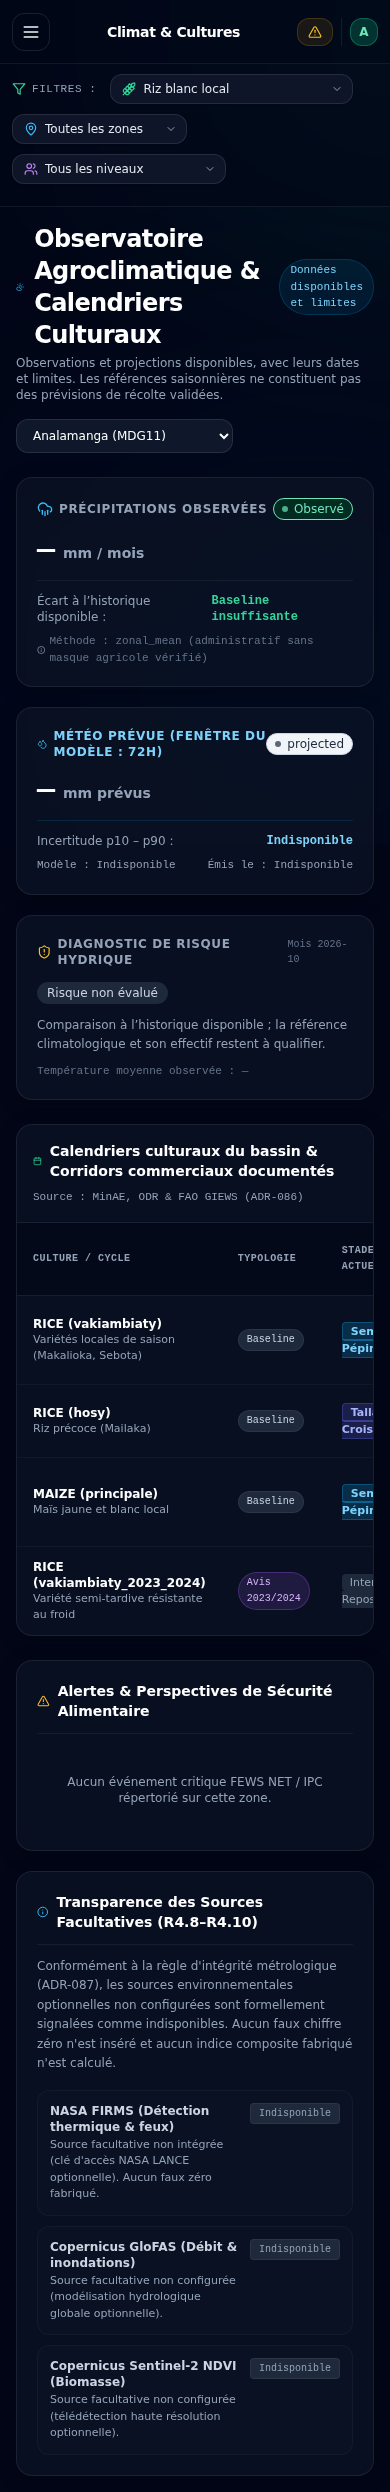 Climat & Cultures
A
FILTRES :
Riz blanc local
Toutes les zones
Tous les niveaux
Observatoire
Agroclimatique &
Calendriers
Culturaux
Données
disponibles
et limites
Observations et projections disponibles, avec leurs dates
et limites. Les références saisonnières ne constituent pas
des prévisions de récolte validées.
Analamanga (MDG11)
PRÉCIPITATIONS OBSERVÉES
Observé
— mm / mois
Écart à l’historique
disponible :
Baseline
insuffisante
Méthode : zonal_mean (administratif sans
masque agricole vérifié)
MÉTÉO PRÉVUE (FENÊTRE DU
MODÈLE : 72H)
projected
— mm prévus
Incertitude p10 – p90 :
Indisponible
Modèle : Indisponible
Émis le : Indisponible
DIAGNOSTIC DE RISQUE
HYDRIQUE
Mois 2026-
10
Risque non évalué
Comparaison à l’historique disponible ; la référence
climatologique et son effectif restent à qualifier.
Température moyenne observée : —
Calendriers culturaux du bassin &
Corridors commerciaux documentés
Source : MinAE, ODR & FAO GIEWS (ADR-086)
CULTURE / CYCLE
TYPOLOGIE
STADE
ACTUE
RICE (vakiambiaty)
Variétés locales de saison
(Makalioka, Sebota)
Baseline
Sem
Pépin
RICE (hosy)
Riz précoce (Mailaka)
Baseline
Talla
Crois
MAIZE (principale)
Maïs jaune et blanc local
Baseline
Sem
Pépin
RICE
(vakiambiaty_2023_2024)
Variété semi-tardive résistante
au froid
Avis
2023/2024
Inter
Repos
Alertes & Perspectives de Sécurité
Alimentaire
Aucun événement critique FEWS NET / IPC
répertorié sur cette zone.
Transparence des Sources
Facultatives (R4.8–R4.10)
Conformément à la règle d'intégrité métrologique
(ADR-087), les sources environnementales
optionnelles non configurées sont formellement
signalées comme indisponibles. Aucun faux chiffre
zéro n'est inséré et aucun indice composite fabriqué
n'est calculé.
NASA FIRMS (Détection
thermique & feux)
Indisponible
Source facultative non intégrée
(clé d'accès NASA LANCE
optionnelle). Aucun faux zéro
fabriqué.
Copernicus GloFAS (Débit &
inondations)
Indisponible
Source facultative non configurée
(modélisation hydrologique
globale optionnelle).
Copernicus Sentinel-2 NDVI
(Biomasse)
Indisponible
Source facultative non configurée
(télédétection haute résolution
optionnelle).